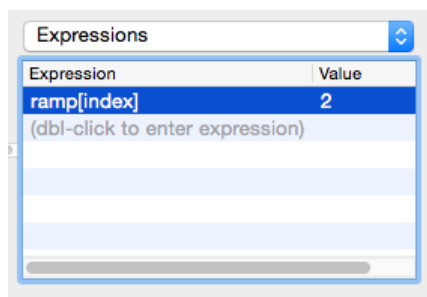 Expressions
Expression Value
ramp[index] 2
(dbl-click to enter expression)